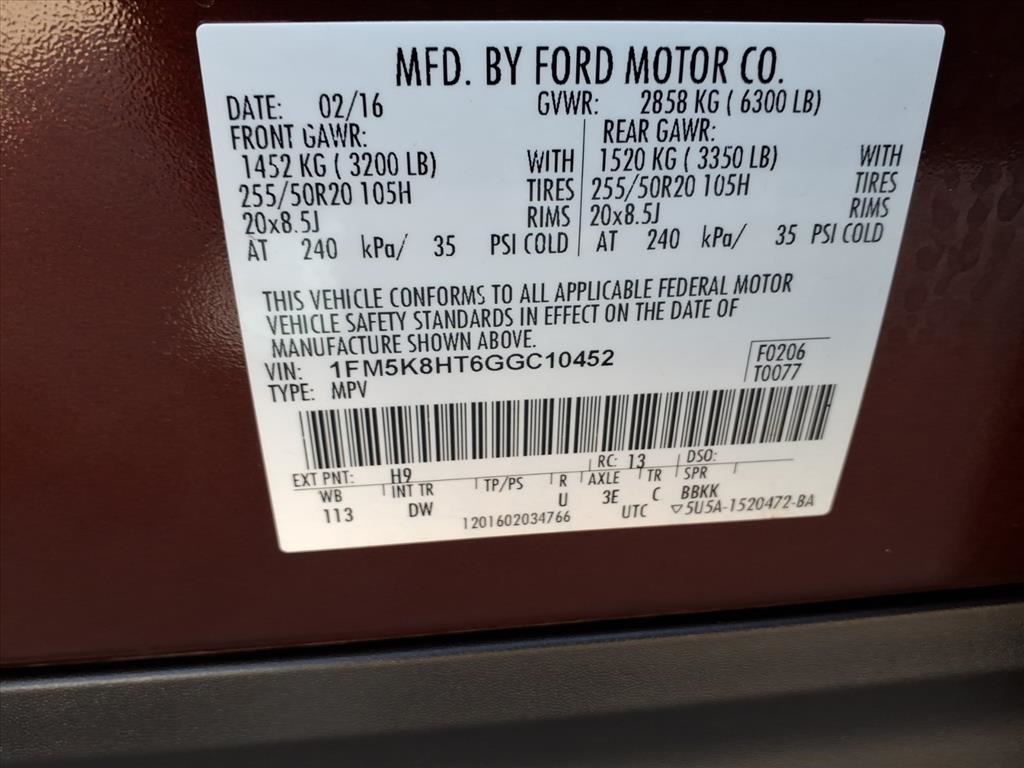 MFD. BY FORD MOTOR CO.
DATE: 02/16 GVWR: 2858 KG ( 6300 LB)
FRONT GAWR: REAR GAWR:
1452 KG ( 3200 LB) WITH 1520 KG ( 3350 LB) WITH
255/50R20 105H TIRES 255/50R20 105H TIRES
20x8.5J RIMS 20x8.5J RIMS
AT 240 kPa/ 35 PSI COLD AT 240 kPa/ 35 PSI COLD
THIS VEHICLE CONFORMS TO ALL APPLICABLE FEDERAL MOTOR
VEHICLE SAFETY STANDARDS IN EFFECT ON THE DATE OF
MANUFACTURE SHOWN ABOVE.
VIN: 1FM5K8HT6GGC10452 F0206
TYPE: MPV T0077
EXT PNT: H9 RC: 13 DSO:
WB INT TR TP/PS R AXLE TR SPR
113 DW U 3E C BBKK
1201602034766 UTC ▽5U5A-1520472-BA